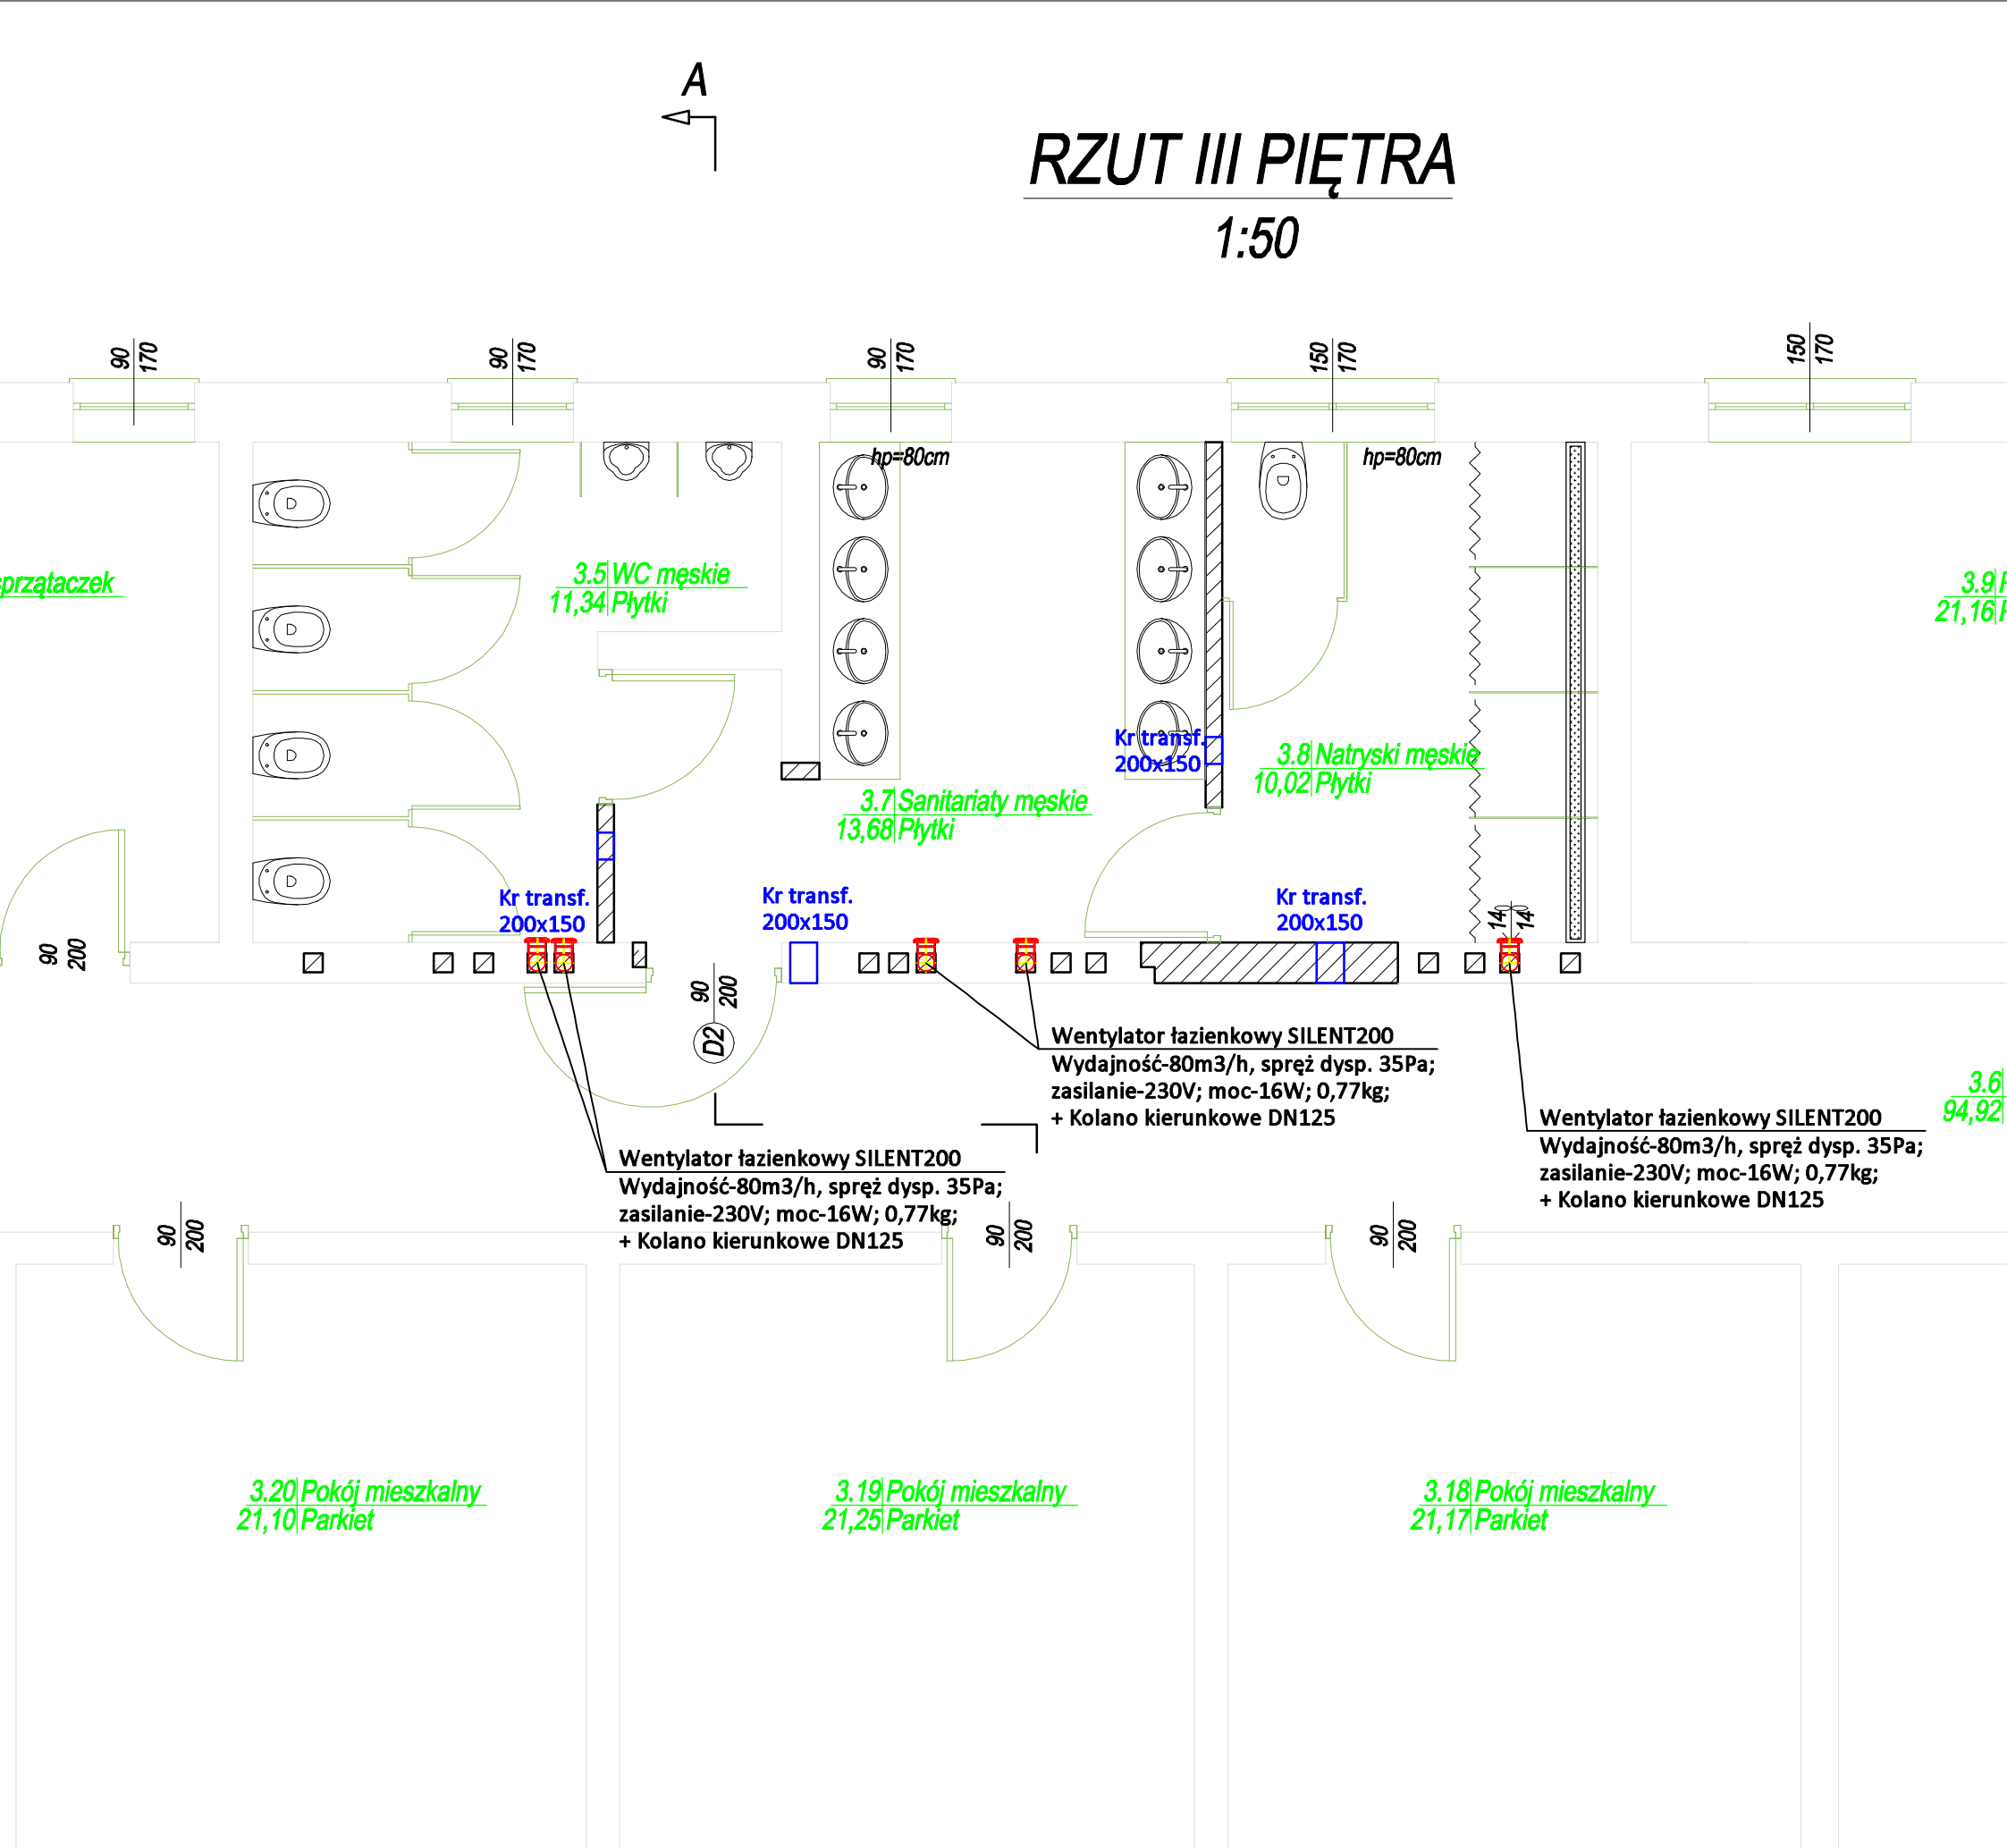 A
RZUT III PIĘTRA
1:50
90
170
90
170
90
170
150
170
150
170
hp=80cm
hp=80cm
sprzątaczek
3.5 WC męskie
11,34 Płytki
3.9
21,16
Kr transf.
200x150
3.8 Natryski męskie
10,02 Płytki
3.7 Sanitariaty męskie
13,68 Płytki
Kr transf.
200x150
Kr transf.
200x150
Kr transf.
200x150
14
14
90
200
90
200
D2
Wentylator łazienkowy SILENT200
Wydajność-80m3/h, spręż dysp. 35Pa;
zasilanie-230V; moc-16W; 0,77kg;
+ Kolano kierunkowe DN125
3.6
94,92
Wentylator łazienkowy SILENT200
Wydajność-80m3/h, spręż dysp. 35Pa;
zasilanie-230V; moc-16W; 0,77kg;
+ Kolano kierunkowe DN125
Wentylator łazienkowy SILENT200
Wydajność-80m3/h, spręż dysp. 35Pa;
zasilanie-230V; moc-16W; 0,77kg;
+ Kolano kierunkowe DN125
90
200
90
200
90
200
3.20 Pokój mieszkalny
21,10 Parkiet
3.19 Pokój mieszkalny
21,25 Parkiet
3.18 Pokój mieszkalny
21,17 Parkiet